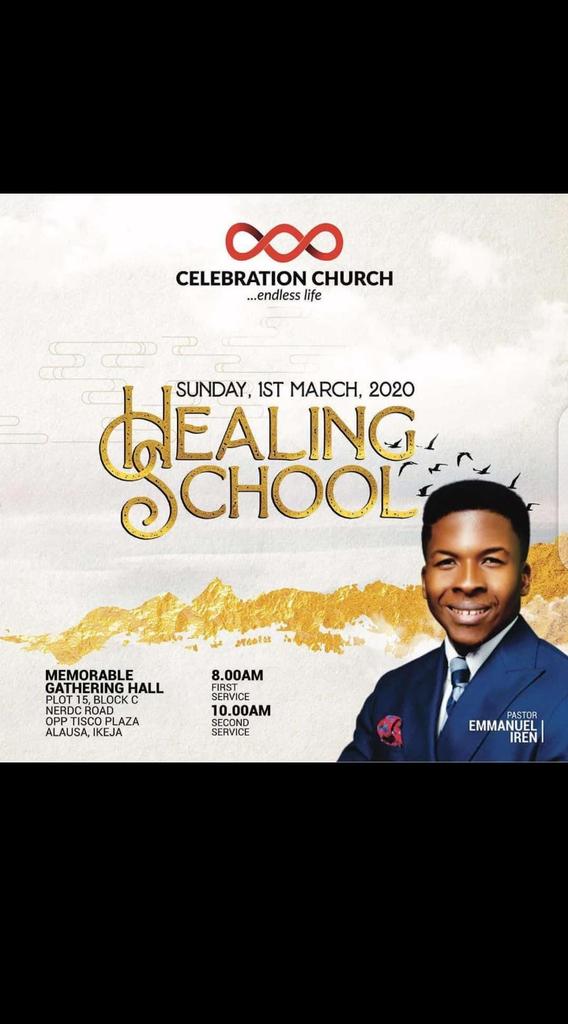 CELEBRATION CHURCH
...endless life
SUNDAY, 1ST MARCH, 2020
HEALING
SCHOOL
MEMORABLE
GATHERING HALL
PLOT 15, BLOCK C
NERDC ROAD
OPP TISCO PLAZA
ALAUSA, IKEJA
8.00AM
FIRST
SERVICE
10.00AM
SECOND
SERVICE
PASTOR
EMMANUEL
IREN